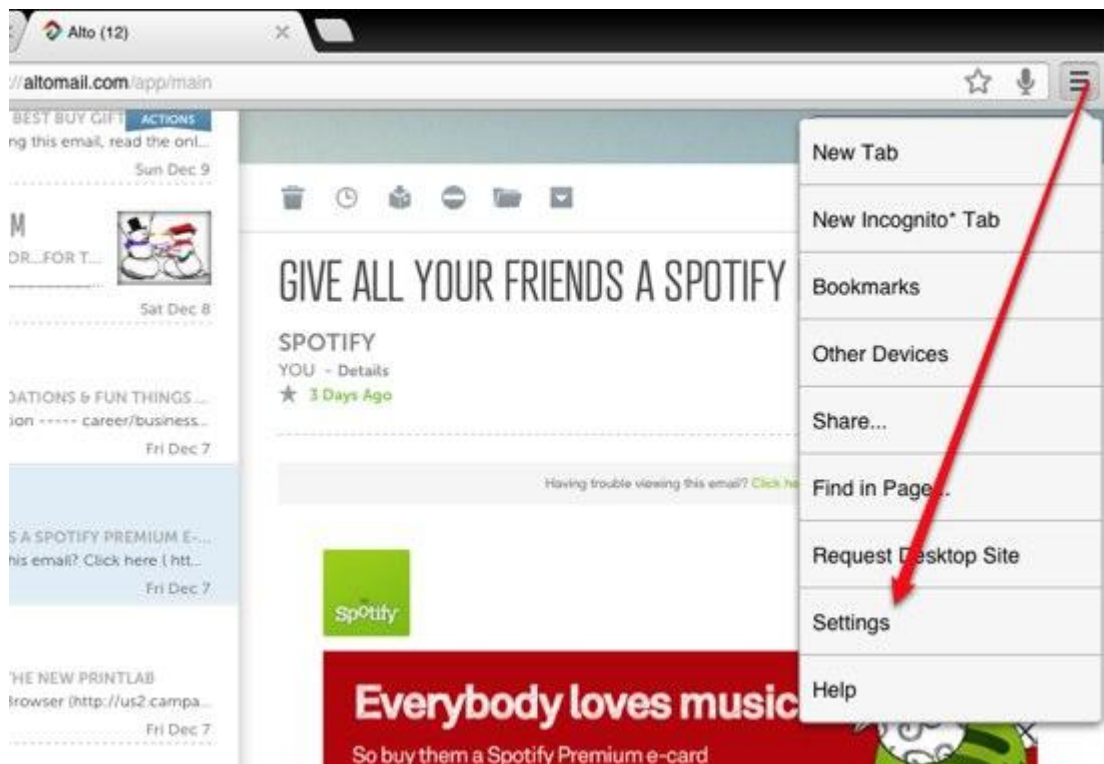 Alto (12)
://altomail.com/app/main
BEST BUY GIFT
ACTIONS
ng this email, read the onl...
Sun Dec 9
M
OR...FOR T...
Sat Dec 8
DATIONS & FUN THINGS ...
ion ----- career/business...
Fri Dec 7
S A SPOTIFY PREMIUM E-...
his email? Click here ( htt...
Fri Dec 7
HE NEW PRINTLAB
Browser (http://us2.campa...
Fri Dec 7
GIVE ALL YOUR FRIENDS A SPOTIFY
SPOTIFY
YOU - Details
3 Days Ago
Having trouble viewing this email? Click he
Spotify
Everybody loves music
So buy them a Spotify Premium e-card
New Tab
New Incognito* Tab
Bookmarks
Other Devices
Share...
Find in Page...
Request Desktop Site
Settings
Help